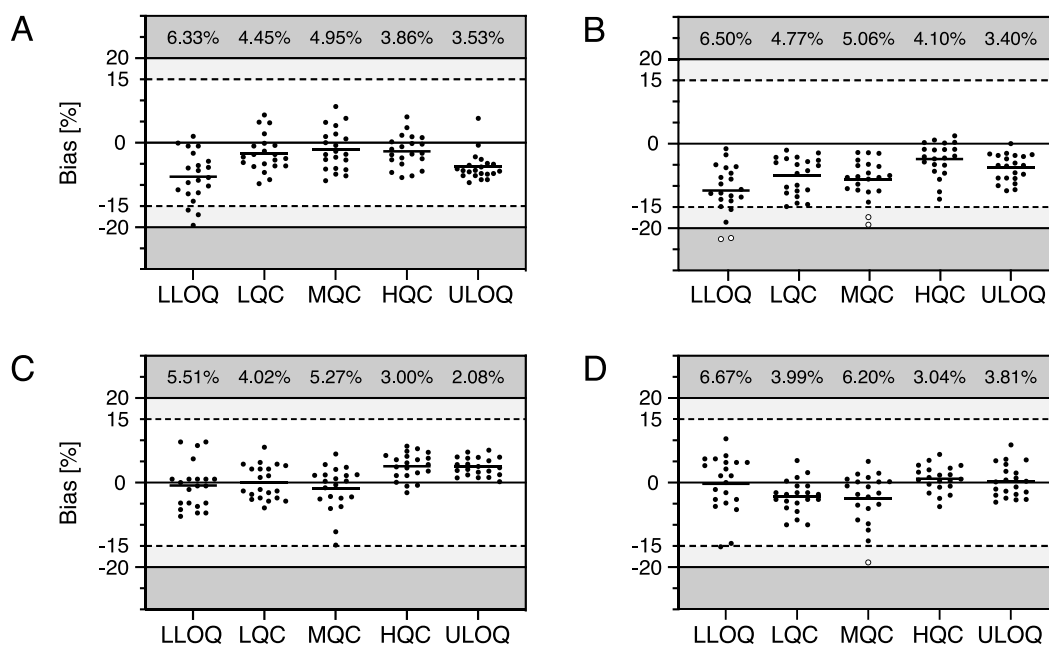 A
6.33% 4.45% 4.95% 3.86% 3.53%
20
15
0
-15
-20
Bias [%]
LLOQ LQC MQC HQC ULOQ
B
6.50% 4.77% 5.06% 4.10% 3.40%
20
15
0
-15
-20
LLOQ LQC MQC HQC ULOQ
C
5.51% 4.02% 5.27% 3.00% 2.08%
20
15
0
-15
-20
Bias [%]
LLOQ LQC MQC HQC ULOQ
D
6.67% 3.99% 6.20% 3.04% 3.81%
20
15
0
-15
-20
LLOQ LQC MQC HQC ULOQ